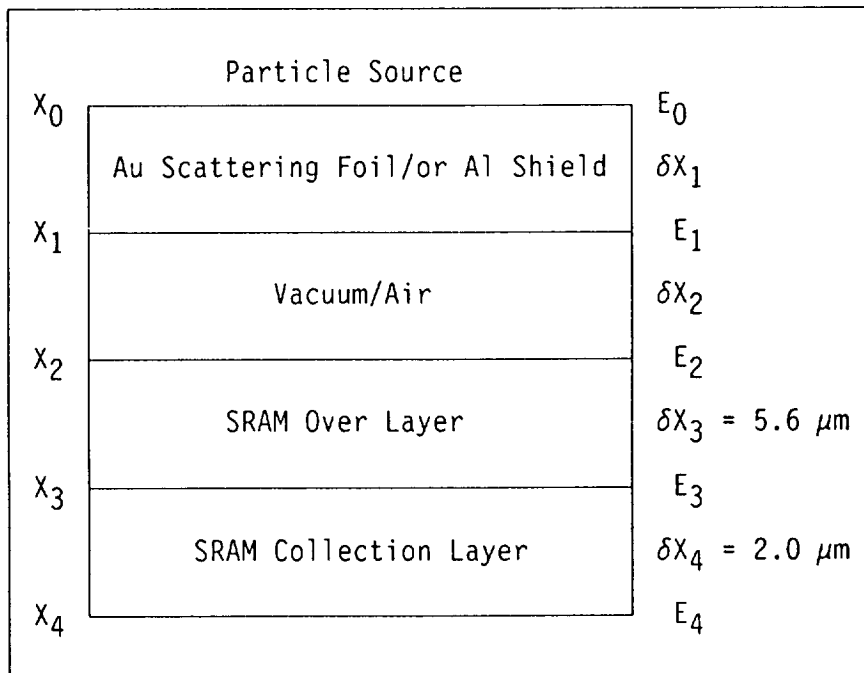 Particle Source
X₀ E₀
Au Scattering Foil/or Al Shield δX₁
X₁ E₁
Vacuum/Air δX₂
X₂ E₂
SRAM Over Layer δX₃ = 5.6 μm
X₃ E₃
SRAM Collection Layer δX₄ = 2.0 μm
X₄ E₄